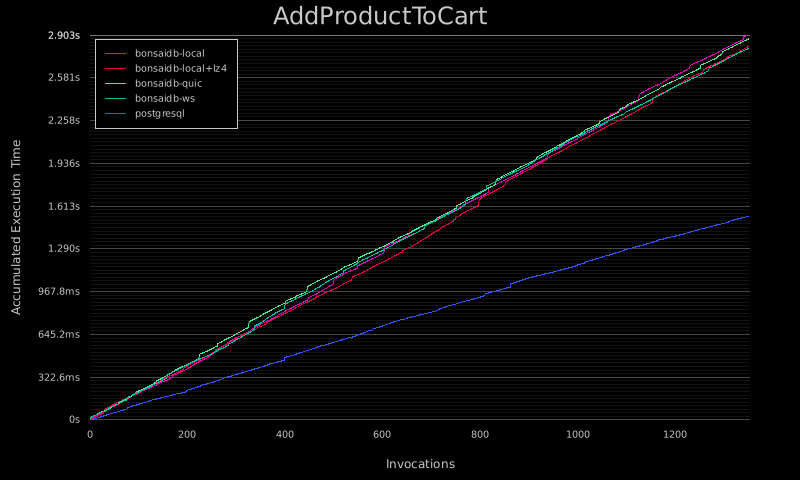 AddProductToCart
2.903s
2.581s
2.258s
1.936s
1.613s
1.290s
967.8ms
645.2ms
322.6ms
0s
Accumulated Execution Time
bonsaidb-local
bonsaidb-local+lz4
bonsaidb-quic
bonsaidb-ws
postgresql
0 200 400 600 800 1000 1200
Invocations